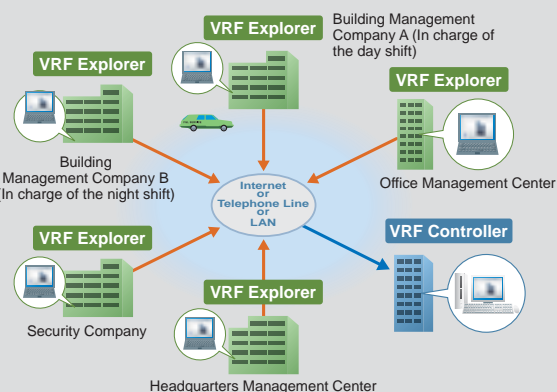 VRF Explorer
Building Management
Company A (In charge of
the day shift)
VRF Explorer
Building
Management Company B
(In charge of the night shift)
VRF Explorer
Office Management Center
Internet
or
Telephone Line
or
LAN
VRF Explorer
Security Company
VRF Controller
VRF Explorer
Headquarters Management Center